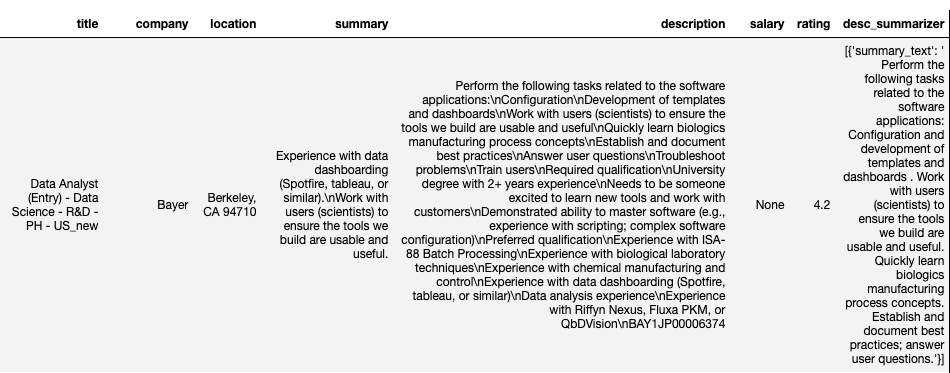 title company location summary description salary rating desc_summarizer
Data Analyst
(Entry) - Data
Science - R&D -
PH - US_new
Bayer
Berkeley,
CA 94710
Experience with data
dashboarding
(Spotfire, tableau, or
similar).\nWork with
users (scientists) to
ensure the tools we
build are usable and
useful.
Perform the following tasks related to the software
applications:\nConfiguration\nDevelopment of templates
and dashboards\nWork with users (scientists) to ensure the
tools we build are usable and useful\nQuickly learn biologics
manufacturing process concepts\nEstablish and document
best practices\nAnswer user questions\nTroubleshoot
problems\nTrain users\nRequired qualification\nUniversity
degree with 2+ years experience\nNeeds to be someone
excited to learn new tools and work with
customers\nDemonstrated ability to master software (e.g.,
experience with scripting; complex software
configuration)\nPreferred qualification\nExperience with ISA-
88 Batch Processing\nExperience with biological laboratory
techniques\nExperience with chemical manufacturing and
control\nExperience with data dashboarding (Spotfire,
tableau, or similar)\nData analysis experience\nExperience
with Riffyn Nexus, Fluxa PKM, or
QbDVision\nBAY1JP00006374
None
4.2
[{'summary_text': '
Perform the
following tasks
related to the
software
applications:
Configuration and
development of
templates and
dashboards . Work
with users
(scientists) to
ensure the tools
we build are
usable and useful.
Quickly learn
biologics
manufacturing
process concepts.
Establish and
document best
practices; answer
user questions.'}]